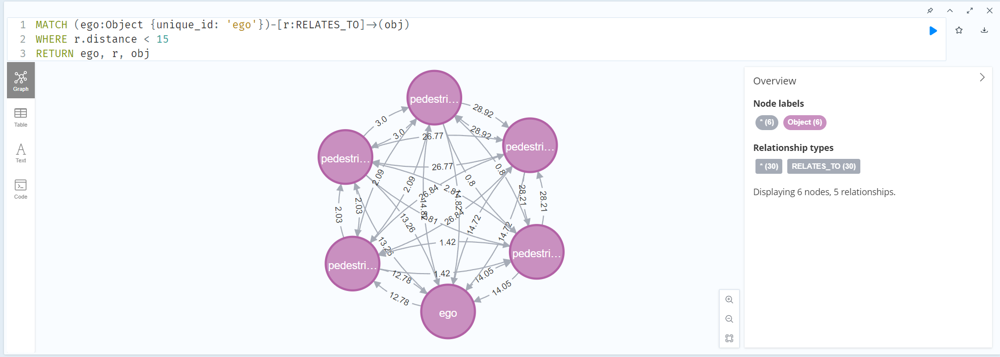 1 MATCH (ego:Object {unique_id: 'ego'})-[r:RELATES_TO]→(obj)
2 WHERE r.distance < 15
3 RETURN ego, r, obj
Graph
Table
Text
Code
pedestri...
28.92
3.0
3.0
28.92
26.77
pedestri...
pedestri...
26.77
0.8
2.09
2.09
0.8
26.84
2.81
28.21
28.21
2.03
2.03
14.82
14.82
2.81
26.84
13.26
14.72
14.72
13.26
1.42
pedestri...
pedestri...
1.42
12.78
14.05
14.05
12.78
ego
Overview
Node labels
* (6) Object (6)
Relationship types
* (30) RELATES_TO (30)
Displaying 6 nodes, 5 relationships.